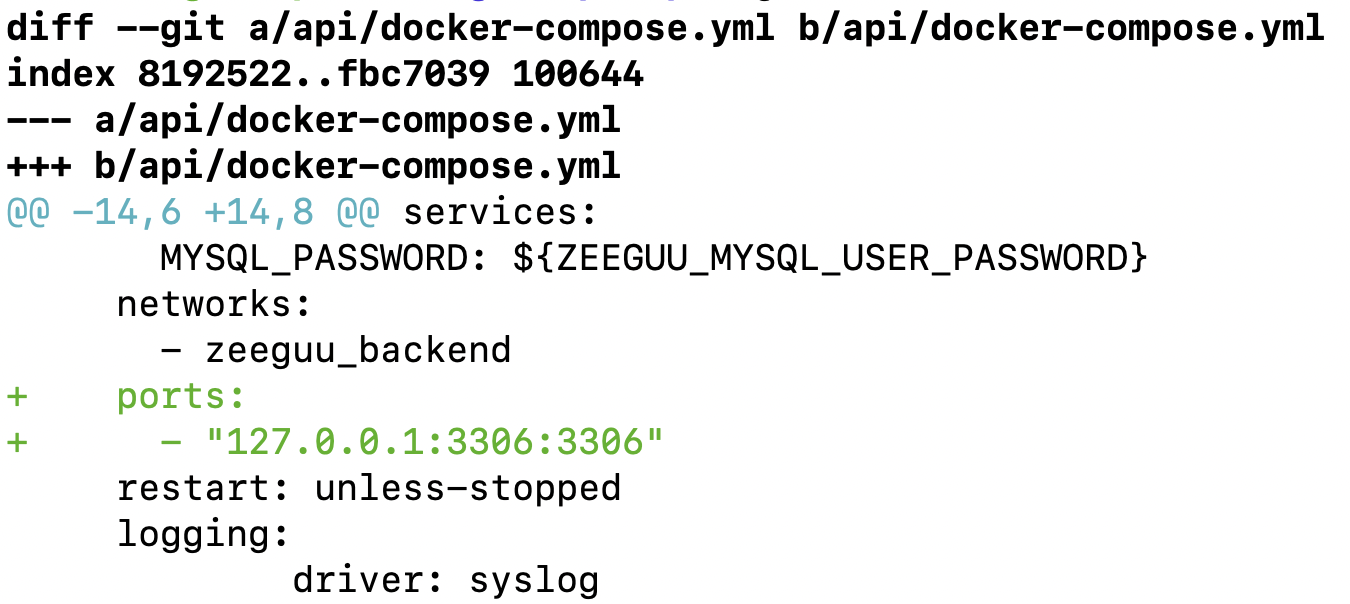 diff --git a/api/docker-compose.yml b/api/docker-compose.yml
index 8192522..fbc7039 100644
--- a/api/docker-compose.yml
+++ b/api/docker-compose.yml
@@ -14,6 +14,8 @@ services:
       MYSQL_PASSWORD: ${ZEEGUU_MYSQL_USER_PASSWORD}
     networks:
       - zeeguu_backend
+    ports:
+      - "127.0.0.1:3306:3306"
     restart: unless-stopped
     logging:
             driver: syslog